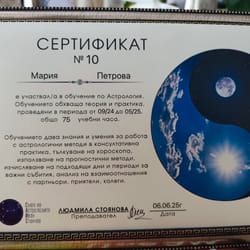 СЕРТИФИКАТ
№ 10
Мария Петрова
е участвал/а в обучение по Астрология.
Обучението обхваща теория и практика,
проведени в периода от 09/24 до 05/25,
общо 75 учебни часа.
Обучението дава знания и умения за работа
с астрологични методи в консултативна
практика, тълкуване на хороскопа,
използване на прогностични методи,
изчисляване на подходящи дни и периоди за
важни събития, анализ на взаимоотношения
с партньори, приятели, колеги.
ЛЮДМИЛА СТОЯНОВА
Преподавател
06.06.25г
Дата